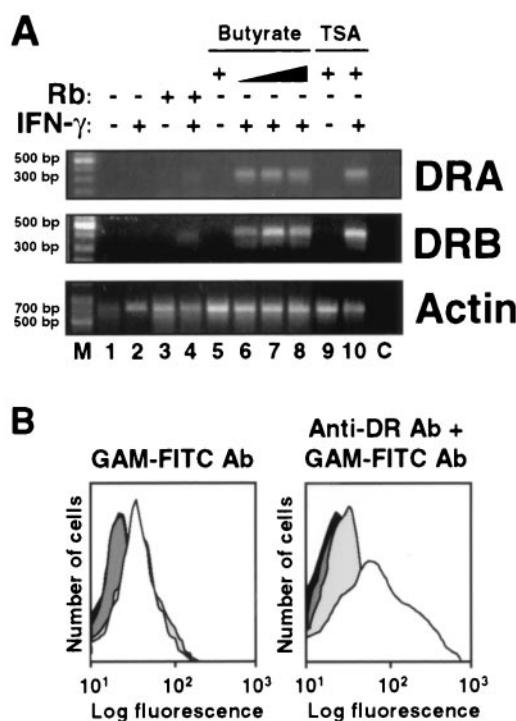 A
Butyrate TSA
+ + +
Rb: - - + + - - - - - -
IFN-γ: - + - + - + + + - +
500 bp
300 bp
DRA
500 bp
300 bp
DRB
700 bp
500 bp
Actin
M 1 2 3 4 5 6 7 8 9 10 C
B
GAM-FITC Ab
Anti-DR Ab +
GAM-FITC Ab
Number of cells
10¹ 10² 10³
Log fluorescence
Number of cells
10¹ 10² 10³
Log fluorescence